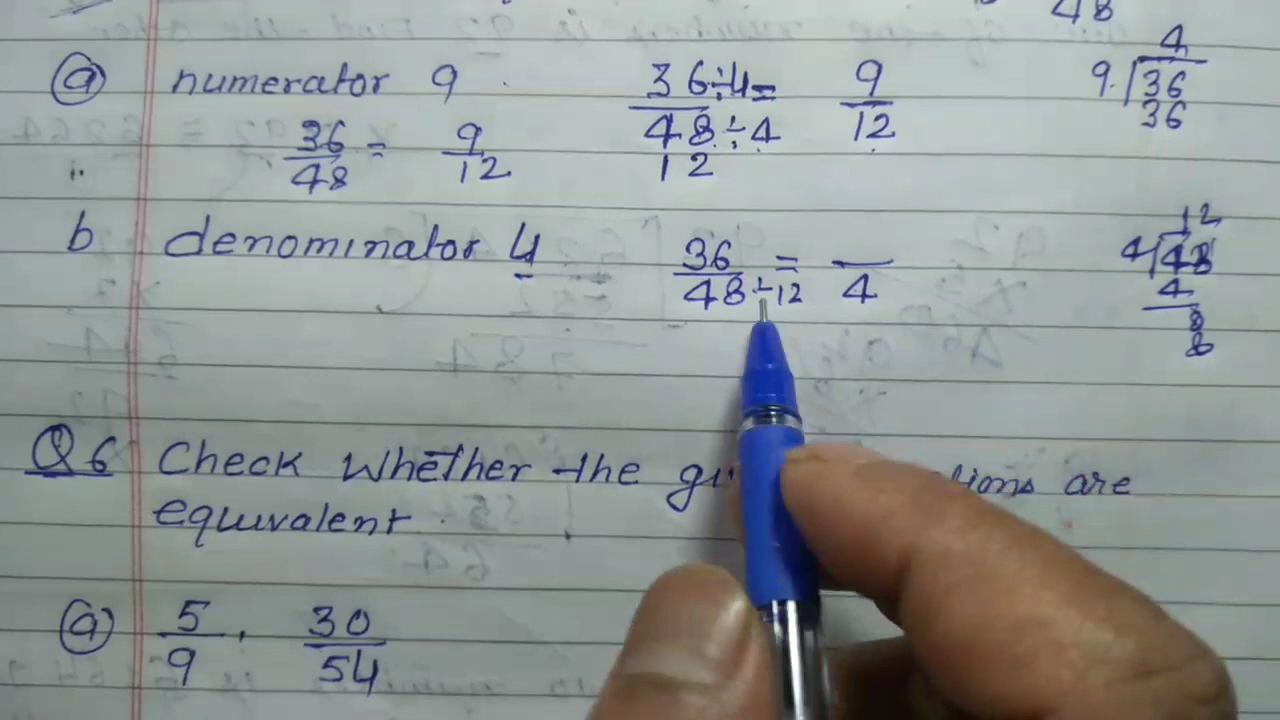 48
ⓐ numerator 9
36/48 = 9/12
36÷4/48÷4 = 9/12
12
4
9.)36
36
b denominator 4
36/48÷12 = /4
12
4)48
4
8
8
Q6 Check Whether the are
equivalent.
ⓐ 5/9 , 30/54